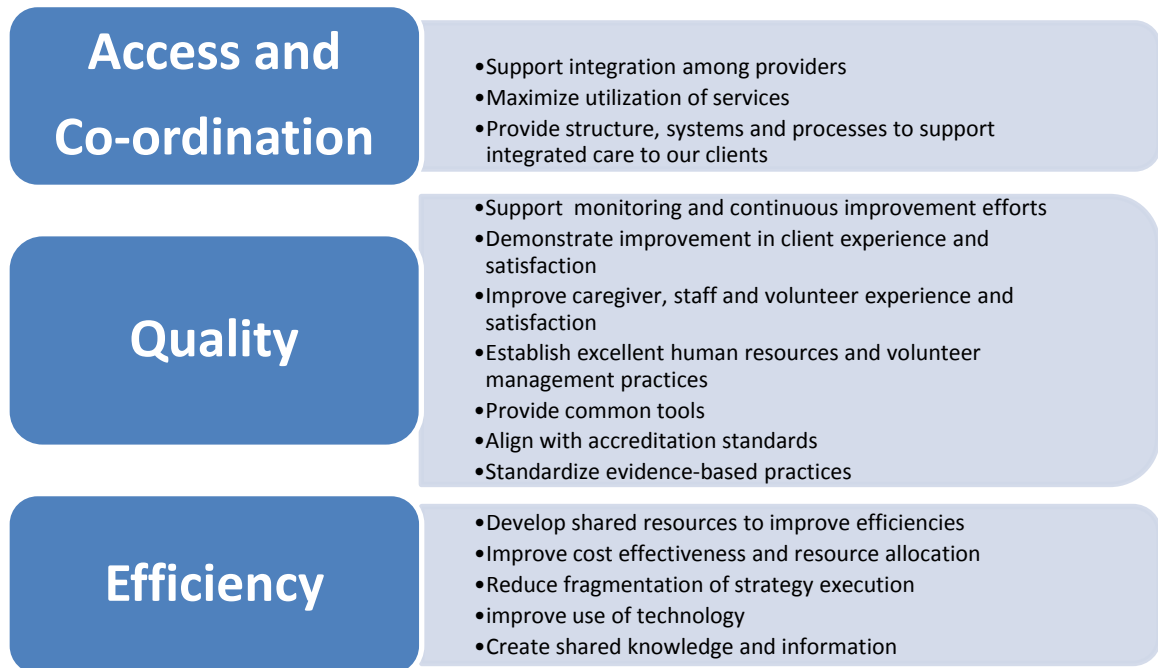 Access and
Co-ordination
•Support integration among providers
•Maximize utilization of services
•Provide structure, systems and processes to support
integrated care to our clients
Quality
•Support  monitoring and continuous improvement efforts
•Demonstrate improvement in client experience and
satisfaction
•Improve caregiver, staff and volunteer experience and
satisfaction
•Establish excellent human resources and volunteer
management practices
•Provide common tools
•Align with accreditation standards
•Standardize evidence-based practices
Efficiency
•Develop shared resources to improve efficiencies
•Improve cost effectiveness and resource allocation
•Reduce fragmentation of strategy execution
•improve use of technology
•Create shared knowledge and information